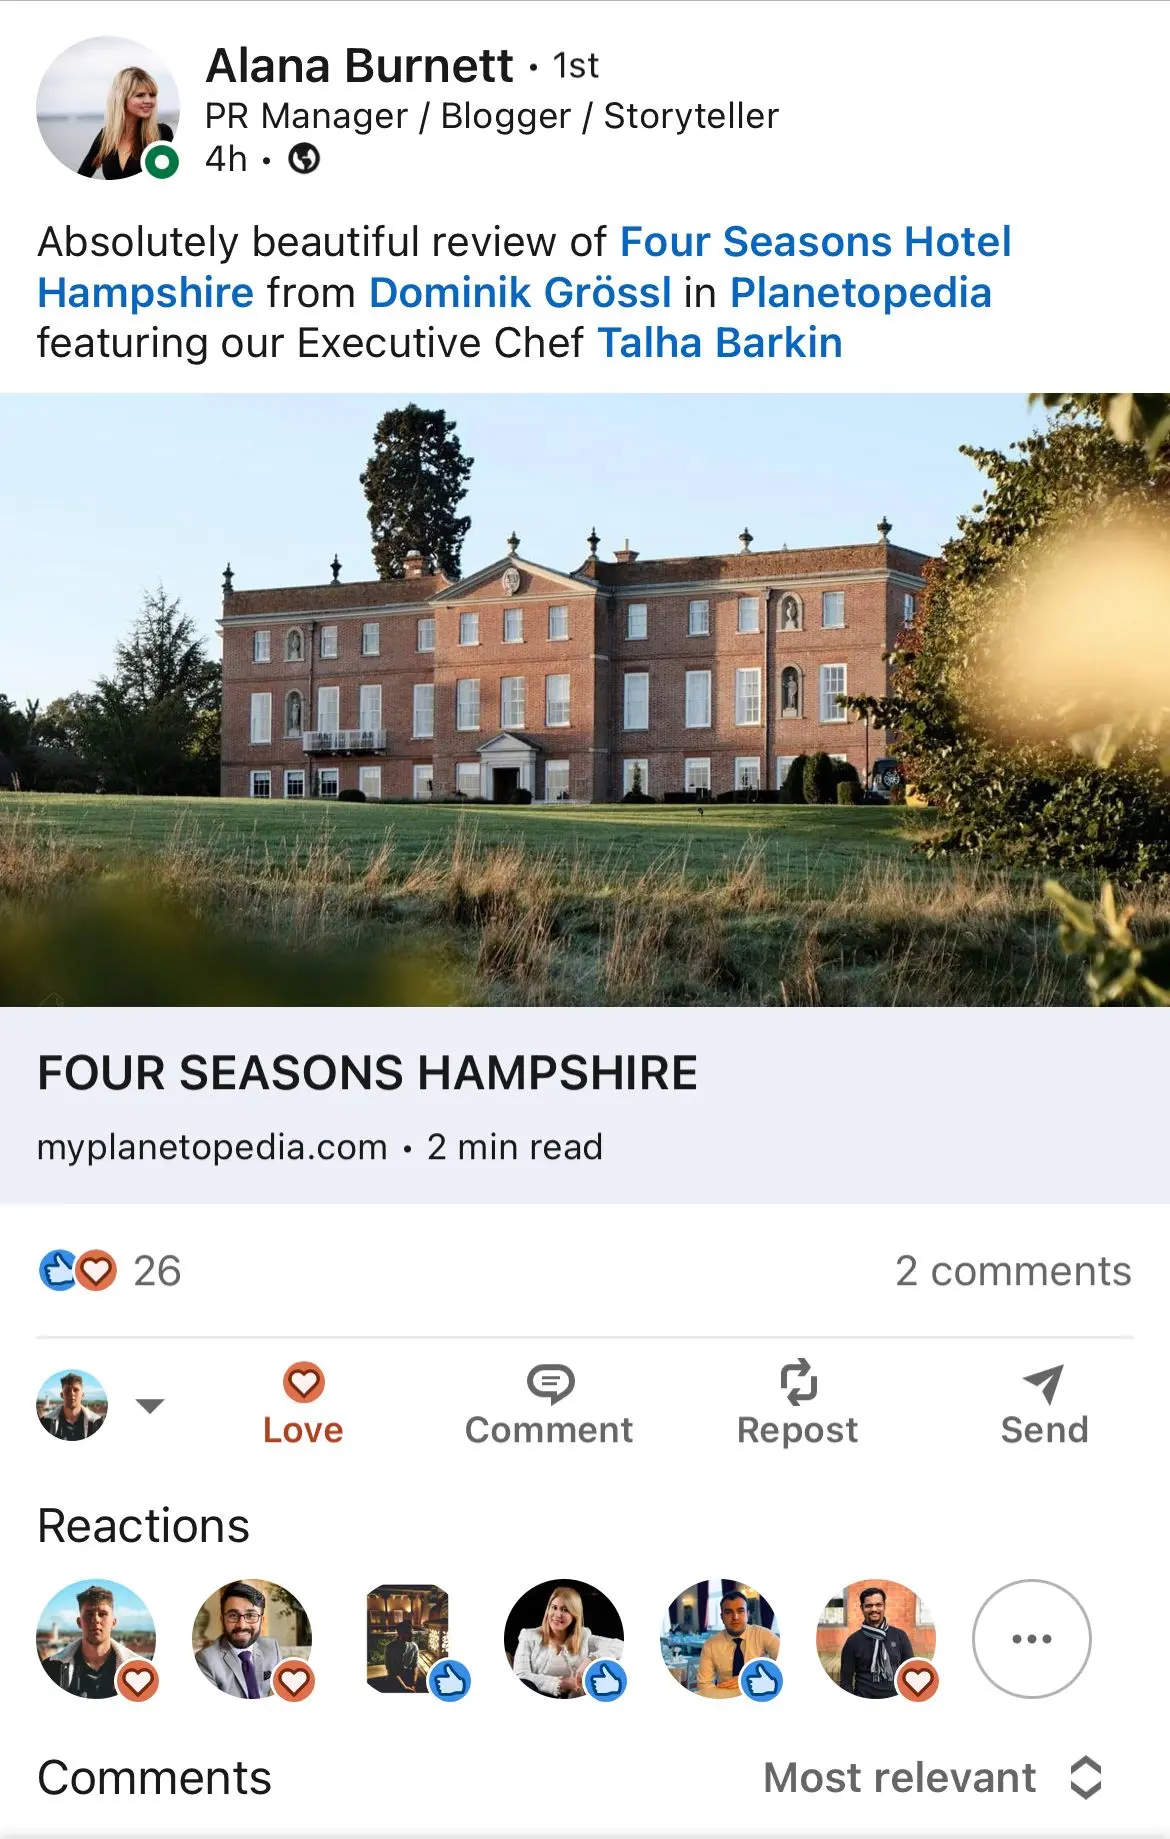 Alana Burnett • 1st
PR Manager / Blogger / Storyteller
4h •
Absolutely beautiful review of Four Seasons Hotel
Hampshire from Dominik Grössl in Planetopedia
featuring our Executive Chef Talha Barkin
FOUR SEASONS HAMPSHIRE
myplanetopedia.com • 2 min read
26
2 comments
Love
Comment
Repost
Send
Reactions
Comments
Most relevant